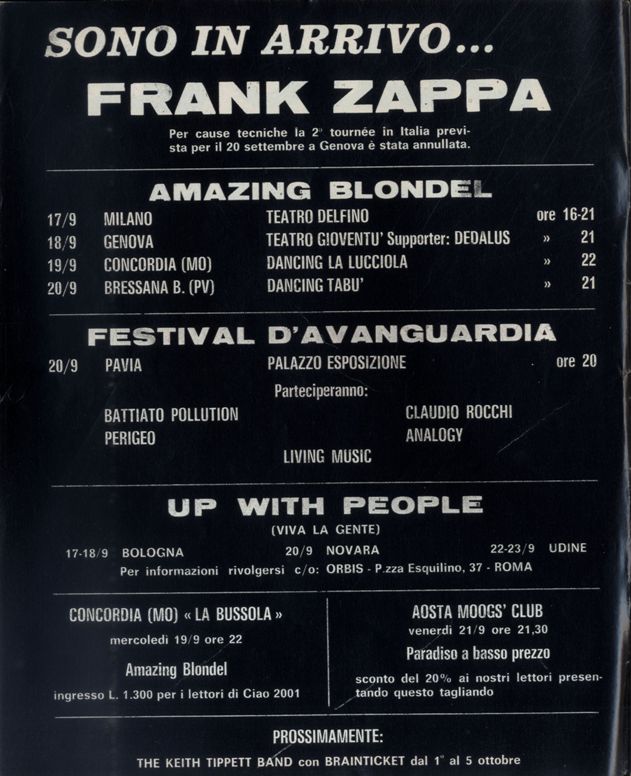 SONO IN ARRIVO...
FRANK ZAPPA
Per cause tecniche la 2ª tournée in Italia previ-
sta per il 20 settembre a Genova è stata annullata.
AMAZING BLONDEL
17/9 MILANO TEATRO DELFINO ore 16-21
18/9 GENOVA TEATRO GIOVENTU' Supporter: DEDALUS » 21
19/9 CONCORDIA (MO) DANCING LA LUCCIOLA » 22
20/9 BRESSANA B. (PV) DANCING TABU' » 21
FESTIVAL D'AVANGUARDIA
20/9 PAVIA PALAZZO ESPOSIZIONE ore 20
Parteciperanno:
BATTIATO POLLUTION CLAUDIO ROCCHI
PERIGEO ANALOGY
LIVING MUSIC
UP WITH PEOPLE
(VIVA LA GENTE)
17-18/9 BOLOGNA 20/9 NOVARA 22-23/9 UDINE
Per informazioni rivolgersi c/o: ORBIS - P.zza Esquilino, 37 - ROMA
CONCORDIA (MO) « LA BUSSOLA »
mercoledì 19/9 ore 22
Amazing Blondel
ingresso L. 1.300 per i lettori di Ciao 2001
AOSTA MOOGS' CLUB
venerdì 21/9 ore 21,30
Paradiso a basso prezzo
sconto del 20% ai nostri lettori presen-
tando questo tagliando
PROSSIMAMENTE:
THE KEITH TIPPETT BAND con BRAINTICKET dal 1° al 5 ottobre